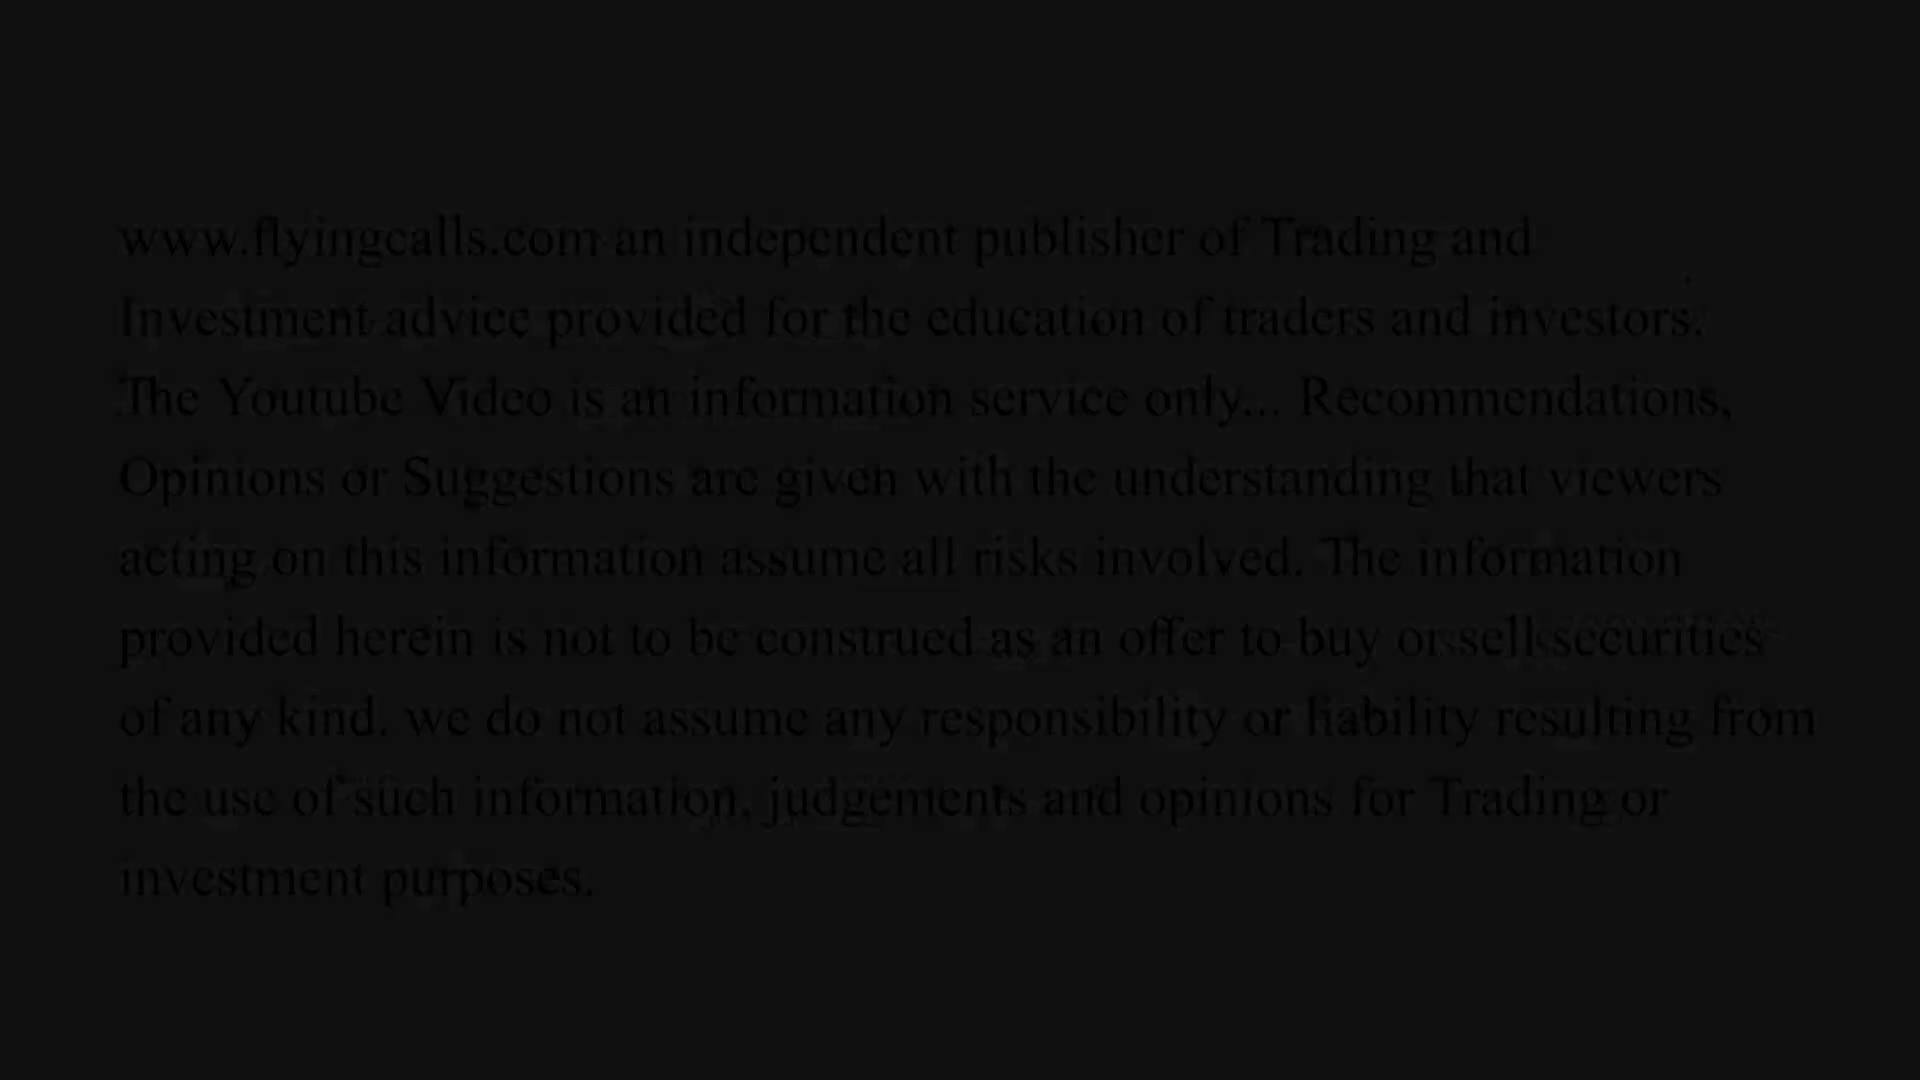 www.flyingcalls.com an independent publisher of Trading and
Investment advice provided for the education of traders and investors.
The Youtube Video is an information service only... Recommendations,
Opinions or Suggestions are given with the understanding that viewers
acting on this information assume all risks involved. The information
provided herein is not to be construed as an offer to buy or sell securities
of any kind. we do not assume any responsibility or liability resulting from
the use of such information, judgements and opinions for Trading or
investment purposes.